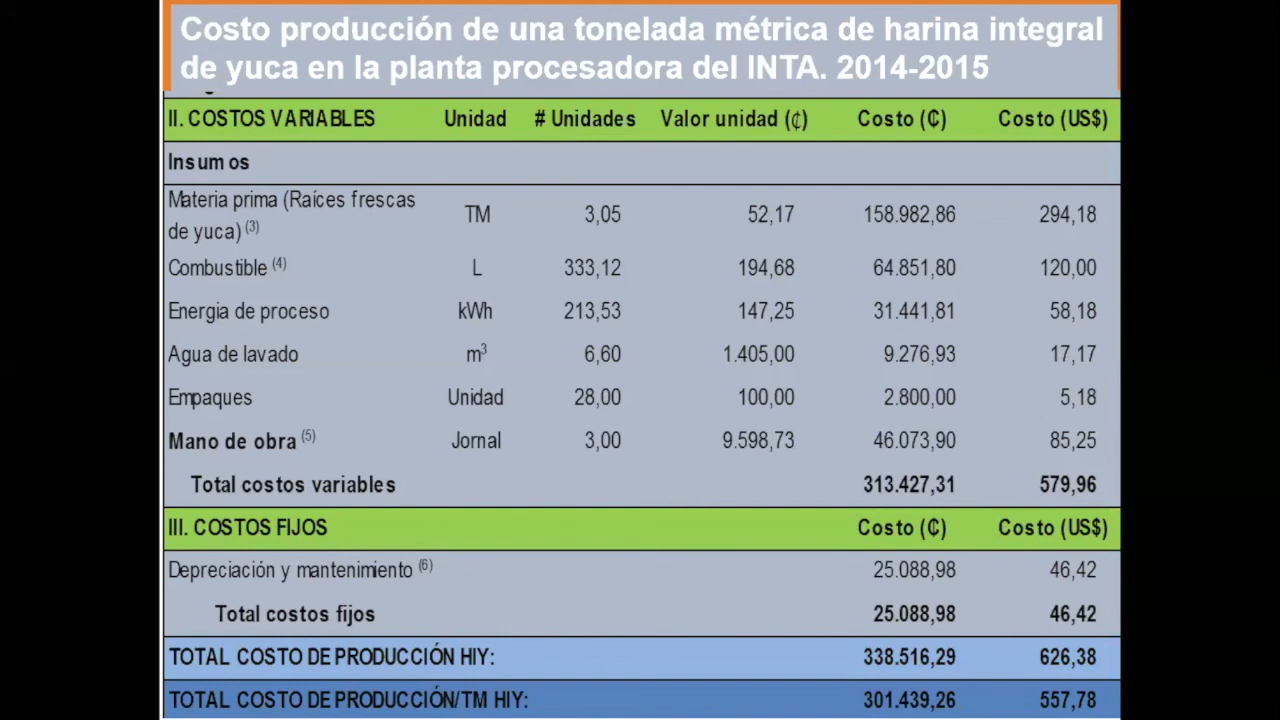 Costo producción de una tonelada métrica de harina integral
de yuca en la planta procesadora del INTA. 2014-2015
II. COSTOS VARIABLES Unidad # Unidades Valor unidad (₵) Costo (₵) Costo (US$)
Insumos
Materia prima (Raíces frescas
de yuca) (3) TM 3,05 52,17 158.982,86 294,18
Combustible (4) L 333,12 194,68 64.851,80 120,00
Energia de proceso kWh 213,53 147,25 31.441,81 58,18
Agua de lavado m³ 6,60 1.405,00 9.276,93 17,17
Empaques Unidad 28,00 100,00 2.800,00 5,18
Mano de obra (5) Jornal 3,00 9.598,73 46.073,90 85,25
Total costos variables 313.427,31 579,96
III. COSTOS FIJOS Costo (₵) Costo (US$)
Depreciación y mantenimiento (6) 25.088,98 46,42
Total costos fijos 25.088,98 46,42
TOTAL COSTO DE PRODUCCIÓN HIY: 338.516,29 626,38
TOTAL COSTO DE PRODUCCIÓN/TM HIY: 301.439,26 557,78